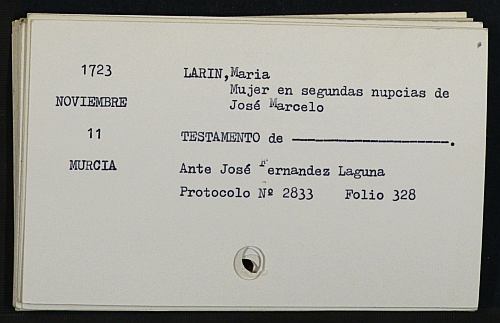 1723
LARIN, Maria
Mujer en segundas nupcias de
NOVIEMBRE
José Marcelo
11
TESTAMENTO de ————————————.
MURCIA
Ante José Fernandez Laguna
Protocolo Nº 2833 Folio 328